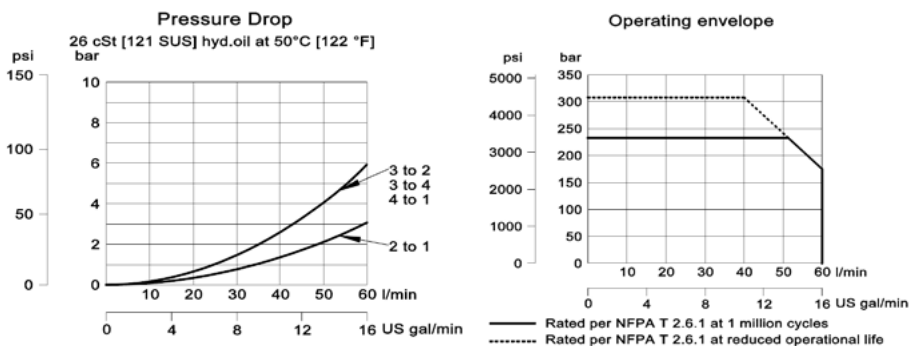 Pressure Drop
26 cSt [121 SUS] hyd.oil at 50°C [122 °F]
psi
bar
150
100
50
0
10
8
6
4
2
0
3 to 2
3 to 4
4 to 1
2 to 1
10 20 30 40 50 60 l/min
0 4 8 12 16 US gal/min
Operating envelope
psi
bar
5000
4000
3000
2000
1000
0
350
300
250
200
150
100
50
0
10 20 30 40 50 60 l/min
0 4 8 12 16 US gal/min
Rated per NFPA T 2.6.1 at 1 million cycles
Rated per NFPA T 2.6.1 at reduced operational life